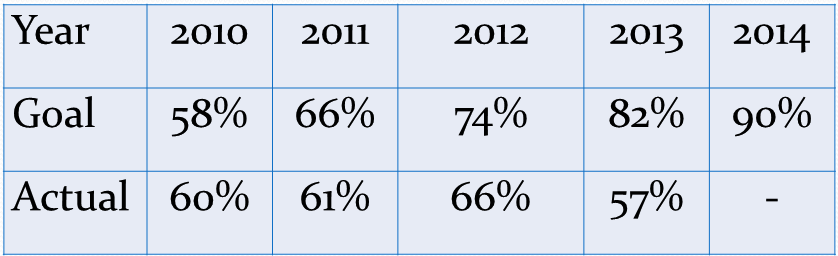 Year 2010 2011 2012 2013 2014
Goal 58% 66% 74% 82% 90%
Actual 60% 61% 66% 57% -